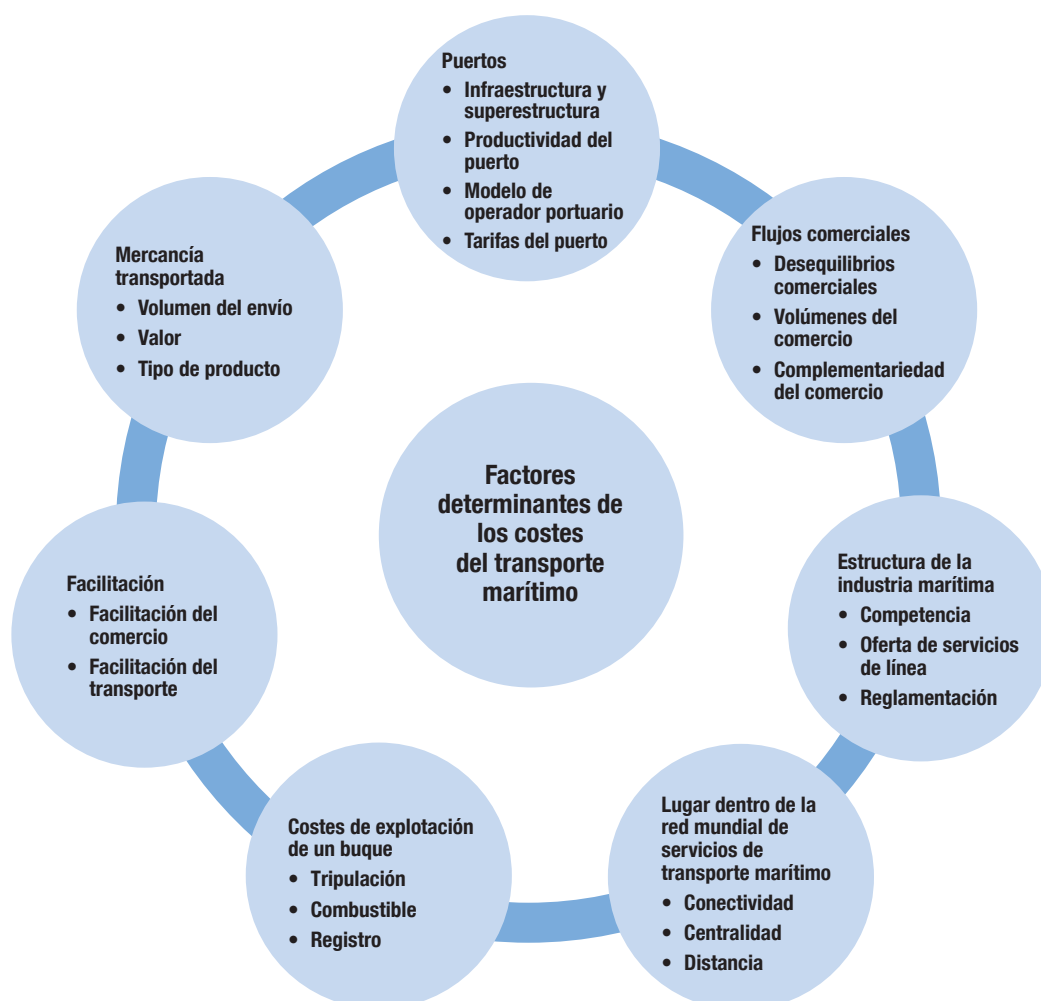 Puertos
• Infraestructura y
superestructura
• Productividad del
puerto
• Modelo de
operador portuario
• Tarifas del puerto
Flujos comerciales
• Desequilibrios
comerciales
• Volúmenes del
comercio
• Complementariedad
del comercio
Estructura de la
industria marítima
• Competencia
• Oferta de servicios
de línea
• Reglamentación
Lugar dentro de la
red mundial de
servicios de
transporte marítimo
• Conectividad
• Centralidad
• Distancia
Costes de explotación
de un buque
• Tripulación
• Combustible
• Registro
Facilitación
• Facilitación del
comercio
• Facilitación del
transporte
Mercancía
transportada
• Volumen del envío
• Valor
• Tipo de producto
Factores
determinantes de
los costes
del transporte
marítimo